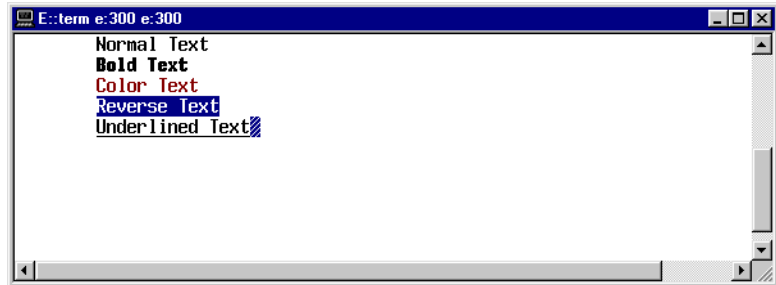 E::term e:300 e:300
Normal Text
Bold Text
Color Text
Reverse Text
Underlined Text